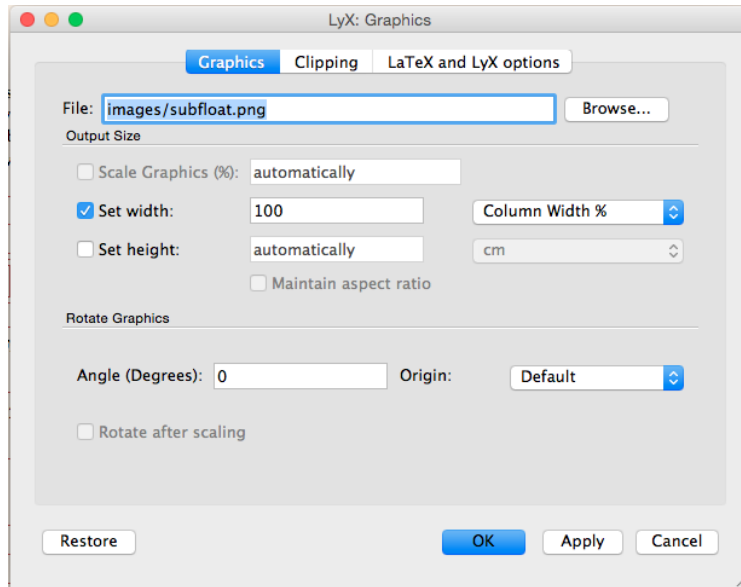 LyX: Graphics
Graphics Clipping LaTeX and LyX options
File: images/subfloat.png Browse...
Output Size
Scale Graphics (%): automatically
Set width: 100 Column Width %
Set height: automatically cm
Maintain aspect ratio
Rotate Graphics
Angle (Degrees): 0 Origin: Default
Rotate after scaling
Restore OK Apply Cancel